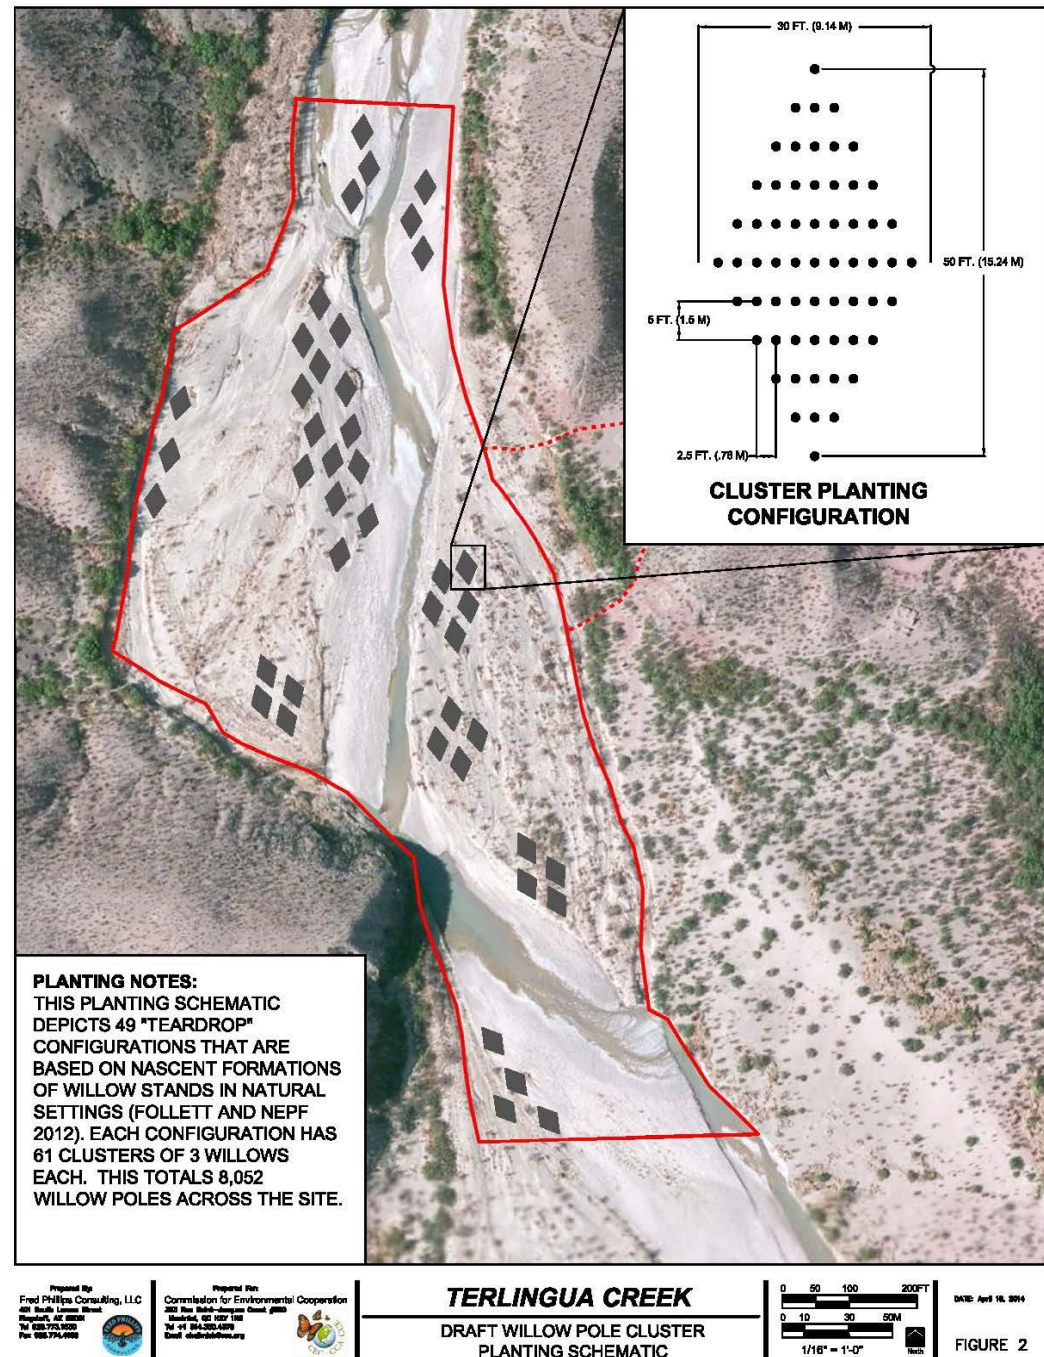 30 FT. (9.14 M)
50 FT. (15.24 M)
5 FT. (1.5 M)
2.5 FT. (.76 M)
CLUSTER PLANTING
CONFIGURATION
PLANTING NOTES:
THIS PLANTING SCHEMATIC
DEPICTS 49 "TEARDROP"
CONFIGURATIONS THAT ARE
BASED ON NASCENT FORMATIONS
OF WILLOW STANDS IN NATURAL
SETTINGS (FOLLETT AND NEPF
2012). EACH CONFIGURATION HAS
61 CLUSTERS OF 3 WILLOWS
EACH. THIS TOTALS 8,052
WILLOW POLES ACROSS THE SITE.
Prepared By:
Fred Phillips Consulting, LLC
Prepared For:
Commission for Environmental Cooperation
TERLINGUA CREEK
DRAFT WILLOW POLE CLUSTER
PLANTING SCHEMATIC
0 50 100 200FT
0 10 30 50M
1/16" = 1'-0"
North
DATE: April 16, 2014
FIGURE 2